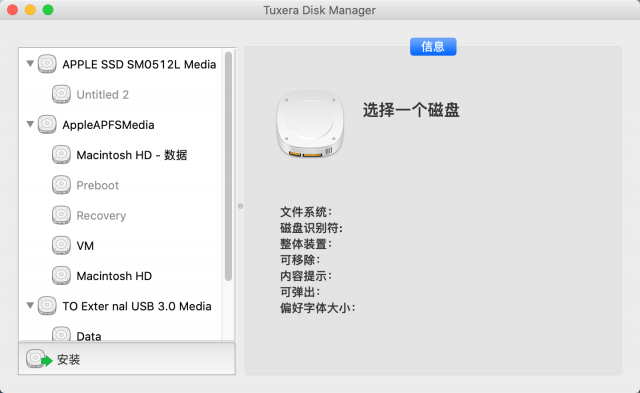 Tuxera Disk Manager
APPLE SSD SM0512L Media
Untitled 2
AppleAPFSMedia
Macintosh HD - 数据
Preboot
Recovery
VM
Macintosh HD
TO Exter nal USB 3.0 Media
Data
安装
信息
选择一个磁盘
文件系统:
磁盘识别符:
整体装置:
可移除:
内容提示:
可弹出:
偏好字体大小: